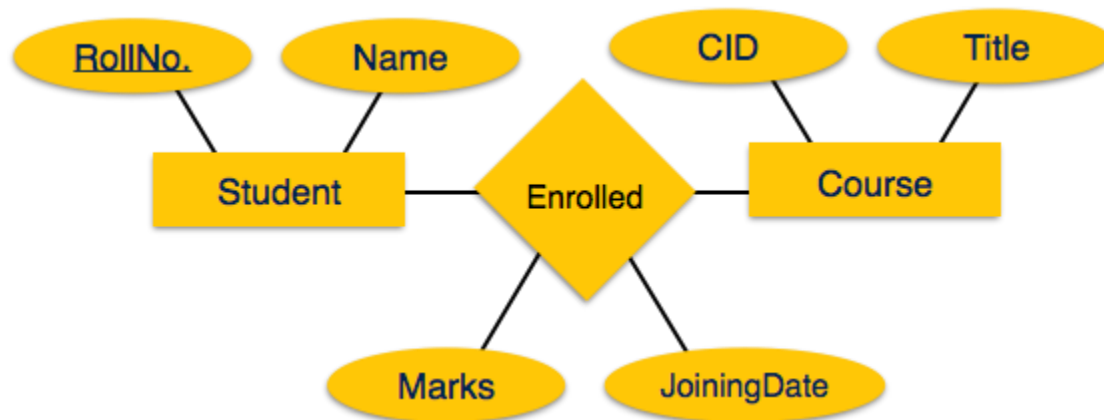 RollNo.
Name
CID
Title
Student
Enrolled
Course
Marks
JoiningDate